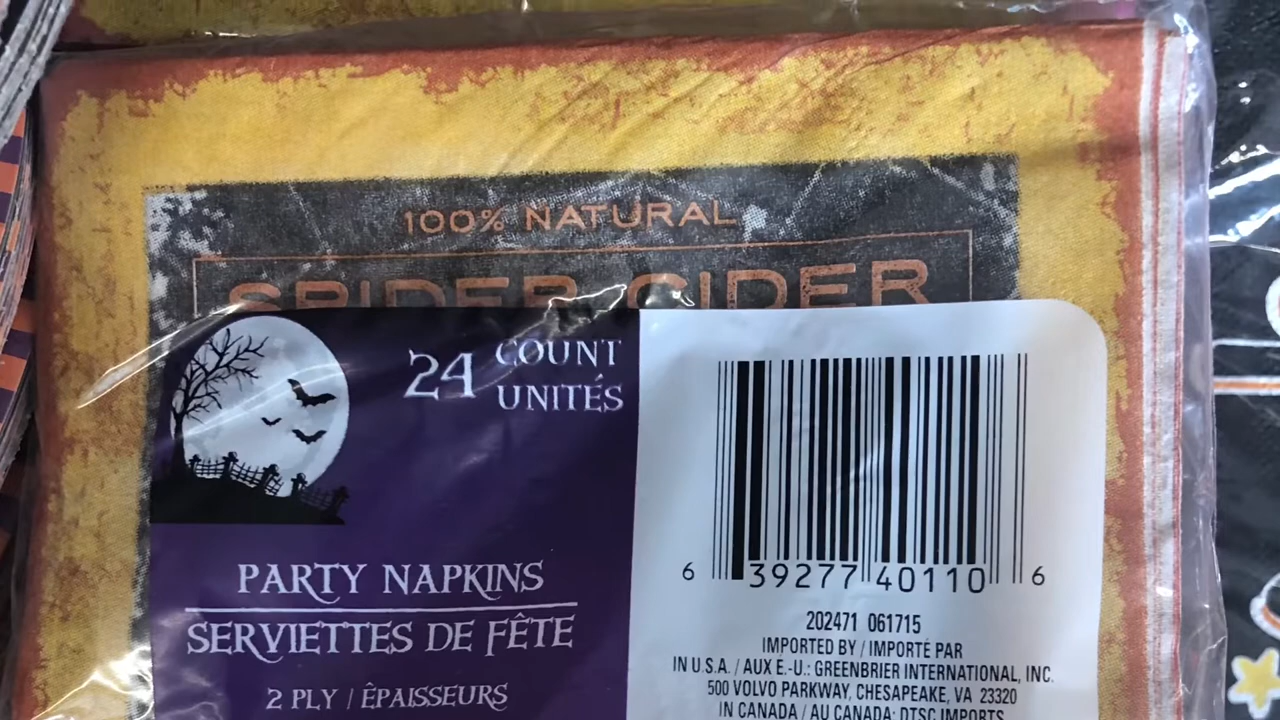 100% NATURAL
SPIDER CIDER
24 COUNT
UNITÉS
PARTY NAPKINS
SERVIETTES DE FÊTE
2 PLY / ÉPAISSEURS
6 39277 40110 6
202471 061715
IMPORTED BY / IMPORTÉ PAR
IN U.S.A. / AUX É.-U.: GREENBRIER INTERNATIONAL, INC.
500 VOLVO PARKWAY, CHESAPEAKE, VA 23320
IN CANADA / AU CANADA: DTSC IMPORTS